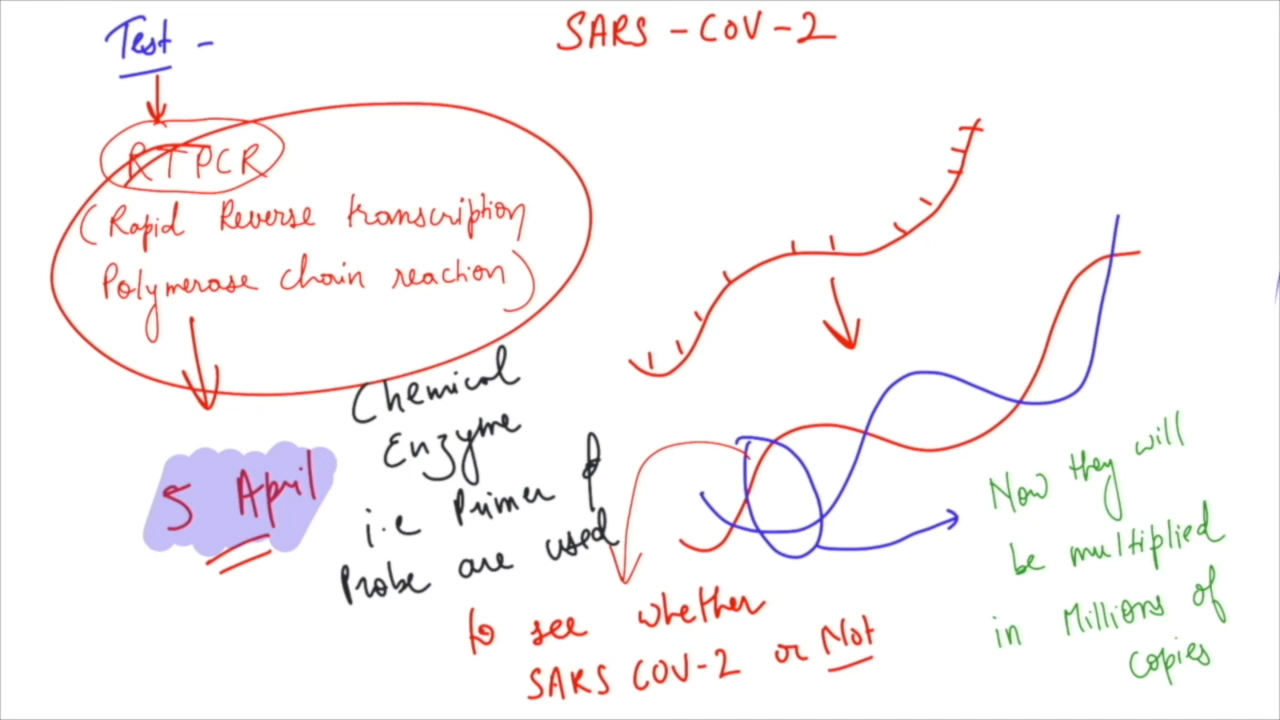 Test -
SARS - COV - 2
RTPCR
(Rapid Reverse transcription
Polymerase chain reaction)
5 April
Chemical
Enzyme
i.e Primer &
Probe are used
to see whether
SARS COV-2 or Not
Now they will
be multiplied
in Millions of
copies